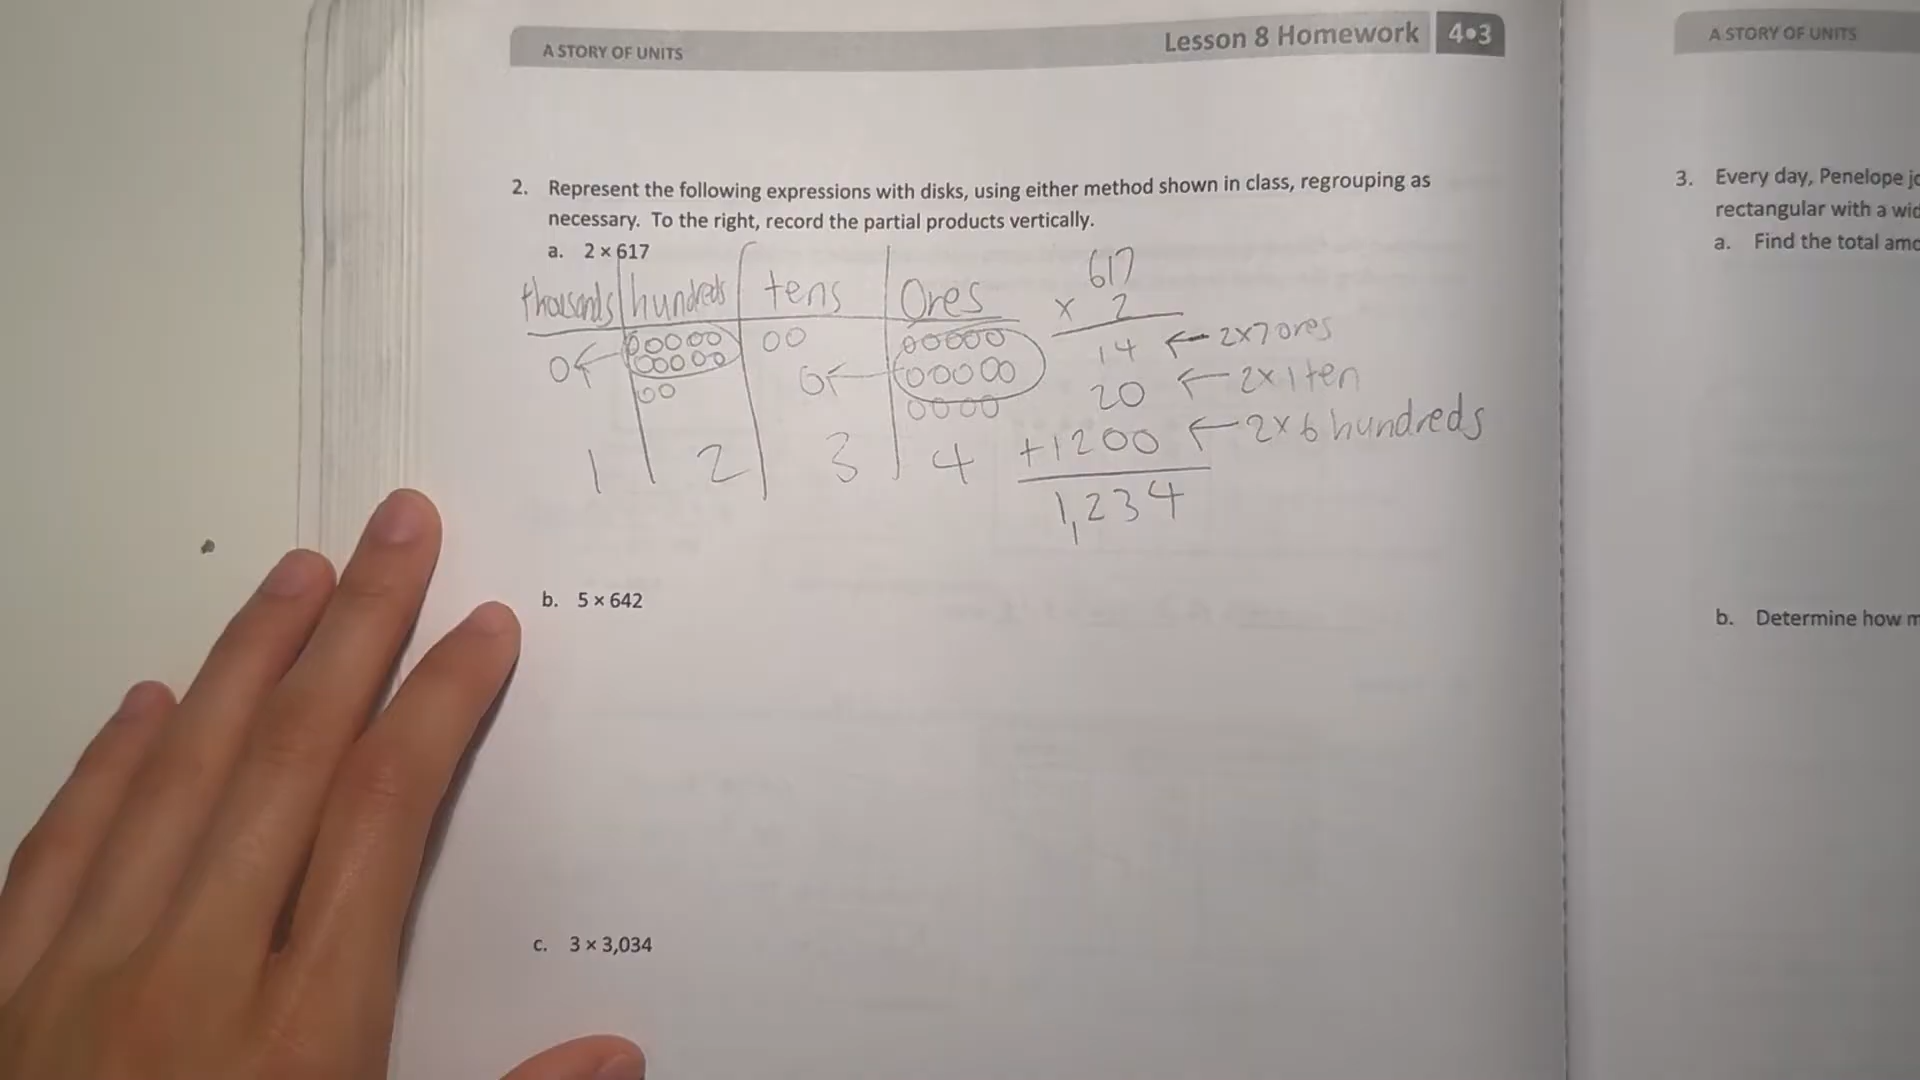 A STORY OF UNITS
Lesson 8 Homework 4•3
2. Represent the following expressions with disks, using either method shown in class, regrouping as
necessary. To the right, record the partial products vertically.
a. 2 × 617
thousands hundreds tens Ones
1 2 3 4
617
× 2
14 ← 2×7 ones
20 ← 2×1 ten
+1200 ← 2×6 hundreds
1,234
b. 5 × 642
c. 3 × 3,034
A STORY OF UNITS
3. Every day, Penelope
rectangular with a
a. Find the total
b. Determine how